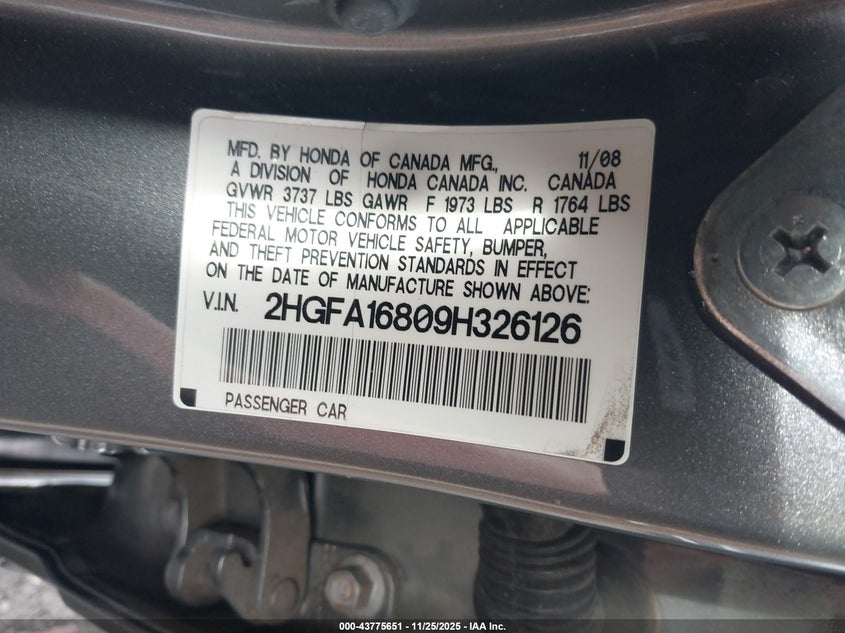 MFD. BY HONDA OF CANADA MFG., 11/08
A DIVISION OF HONDA CANADA INC. CANADA
GVWR 3737 LBS GAWR F 1973 LBS R 1764 LBS
THIS VEHICLE CONFORMS TO ALL APPLICABLE
FEDERAL MOTOR VEHICLE SAFETY, BUMPER,
AND THEFT PREVENTION STANDARDS IN EFFECT
ON THE DATE OF MANUFACTURE SHOWN ABOVE:
V.I.N. 2HGFA16809H326126
PASSENGER CAR
000-43775651 - 11/25/2025 - IAA Inc.